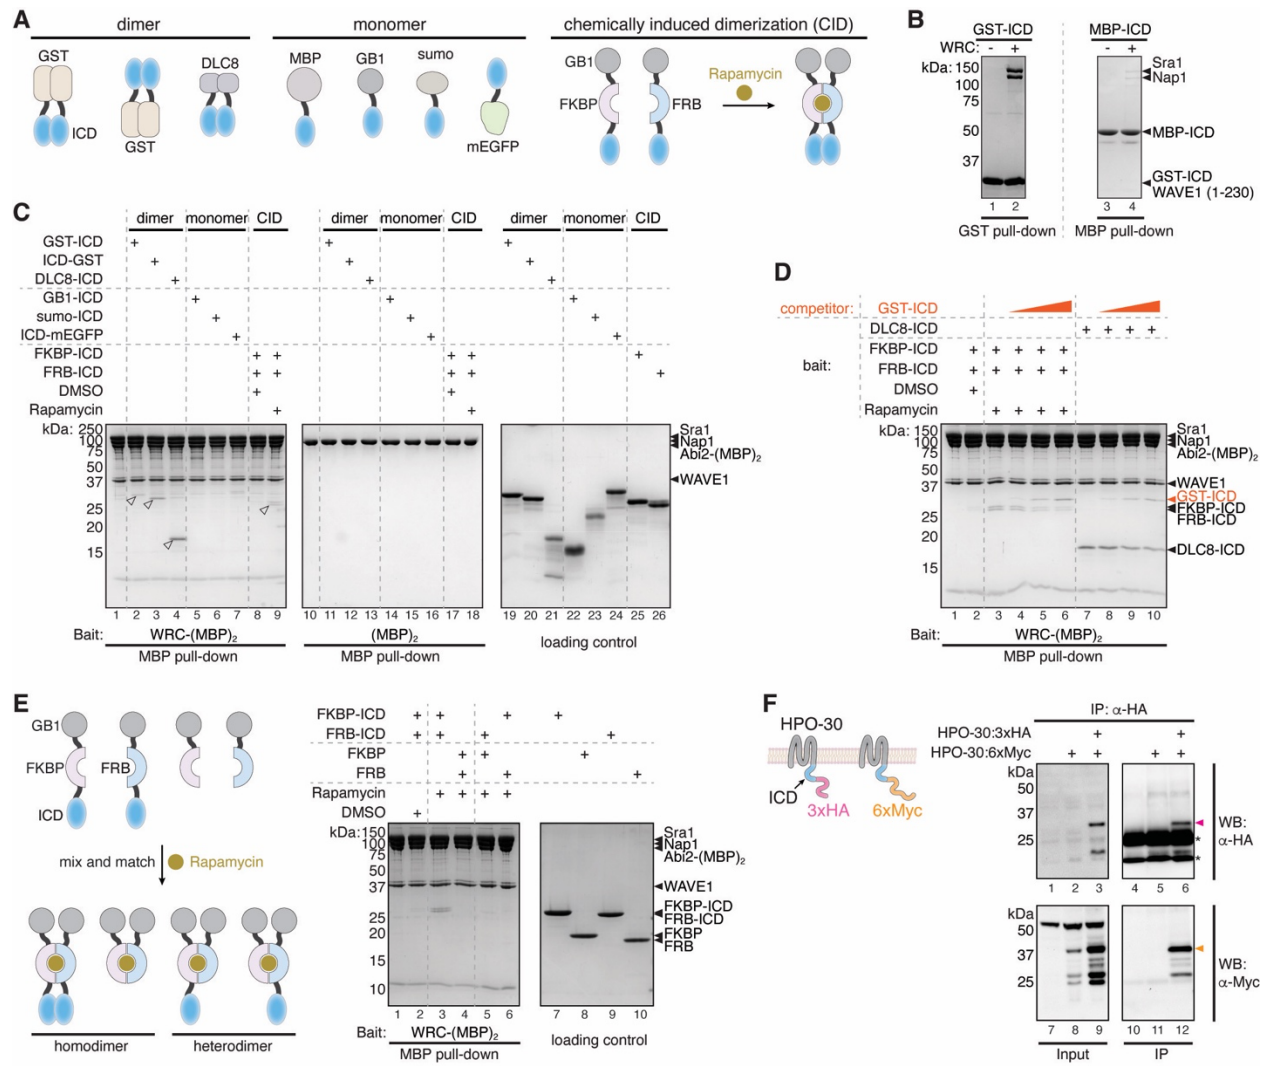 A
dimer
monomer
chemically induced dimerization (CID)
GST
ICD
GST
DLC8
MBP
GB1
sumo
mEGFP
GB1
FKBP
FRB
Rapamycin
B
GST-ICD
MBP-ICD
WRC: - + - +
kDa: 150
100
75
50
37
Sra1
Nap1
MBP-ICD
GST-ICD
WAVE1 (1-230)
1 2 3 4
GST pull-down
MBP pull-down
C
dimer monomer CID dimer monomer CID dimer monomer CID
GST-ICD + + +
ICD-GST + + +
DLC8-ICD + + +
GB1-ICD + + +
sumo-ICD + + +
ICD-mEGFP + + +
FKBP-ICD + + + + +
FRB-ICD + + + + +
DMSO + +
Rapamycin + +
kDa: 250
100
75
50
37
25
20
15
Sra1
Nap1
Abi2-(MBP)2
WAVE1
1 2 3 4 5 6 7 8 9 10 11 12 13 14 15 16 17 18 19 20 21 22 23 24 25 26
Bait: WRC-(MBP)2 (MBP)2 loading control
MBP pull-down MBP pull-down
D
competitor: GST-ICD
DLC8-ICD + + + +
bait:
FKBP-ICD + + + + +
FRB-ICD + + + + +
DMSO +
Rapamycin + + + +
kDa: 150
100
75
50
37
25
20
15
Sra1
Nap1
Abi2-(MBP)2
WAVE1
GST-ICD
FKBP-ICD
FRB-ICD
DLC8-ICD
1 2 3 4 5 6 7 8 9 10
Bait: WRC-(MBP)2
MBP pull-down
E
GB1
FKBP
FRB
ICD
mix and match
Rapamycin
homodimer
heterodimer
FKBP-ICD + + + +
FRB-ICD + + + +
FKBP + + +
FRB + + +
Rapamycin + + + +
DMSO +
kDa: 150
100
75
50
37
25
20
15
10
Sra1
Nap1
Abi2-(MBP)2
WAVE1
FKBP-ICD
FRB-ICD
FKBP
FRB
1 2 3 4 5 6 7 8 9 10
Bait: WRC-(MBP)2 loading control
MBP pull-down
F
HPO-30
ICD
3xHA
6xMyc
IP: α-HA
HPO-30:3xHA + +
HPO-30:6xMyc + + + +
kDa
50
37
25
*
*
WB:
α-HA
1 2 3 4 5 6
kDa
50
37
25
WB:
α-Myc
7 8 9 10 11 12
Input
IP